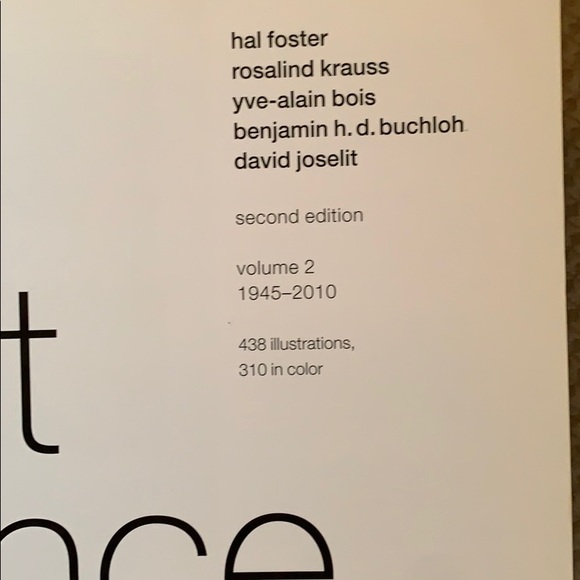 hal foster
rosalind krauss
yve-alain bois
benjamin h. d. buchloh
david joselit
second edition
volume 2
1945–2010
438 illustrations,
310 in color
t
nce